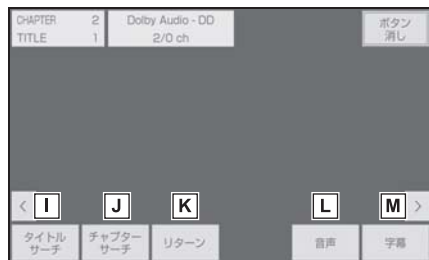 CHAPTER 2
TITLE 1
Dolby Audio - DD
2/0 ch
ボタン
消し
< I J K L M >
タイトル
サーチ
チャプター
サーチ
リターン
音声
字幕